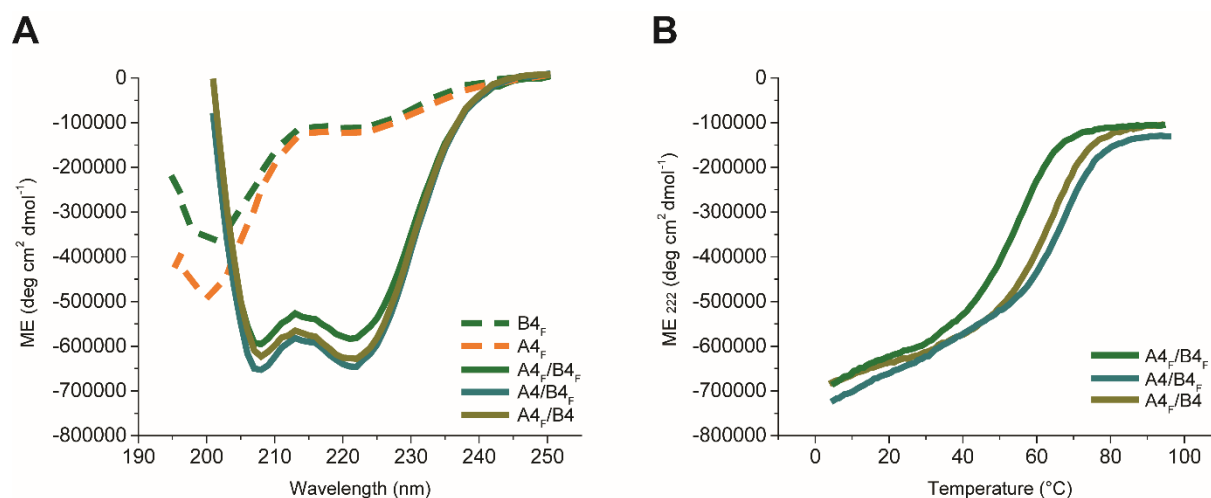 A
0
-100000
-200000
-300000
-400000
-500000
-600000
-700000
-800000
190 200 210 220 230 240 250
Wavelength (nm)
ME (deg cm² dmol⁻¹)
B4F
A4F
A4F/B4F
A4/B4F
A4F/B4
B
0
-100000
-200000
-300000
-400000
-500000
-600000
-700000
-800000
0 20 40 60 80 100
Temperature (°C)
ME 222 (deg cm² dmol⁻¹)
A4F/B4F
A4/B4F
A4F/B4